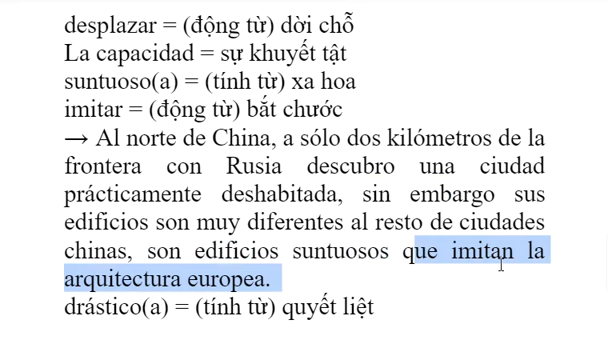 desplazar = (động từ) dời chỗ
La capacidad = sự khuyết tật
suntuoso(a) = (tính từ) xa hoa
imitar = (động từ) bắt chước
→ Al norte de China, a sólo dos kilómetros de la
frontera con Rusia descubro una ciudad
prácticamente deshabitada, sin embargo sus
edificios son muy diferentes al resto de ciudades
chinas, son edificios suntuosos que imitan la
arquitectura europea.
drástico(a) = (tính từ) quyết liệt